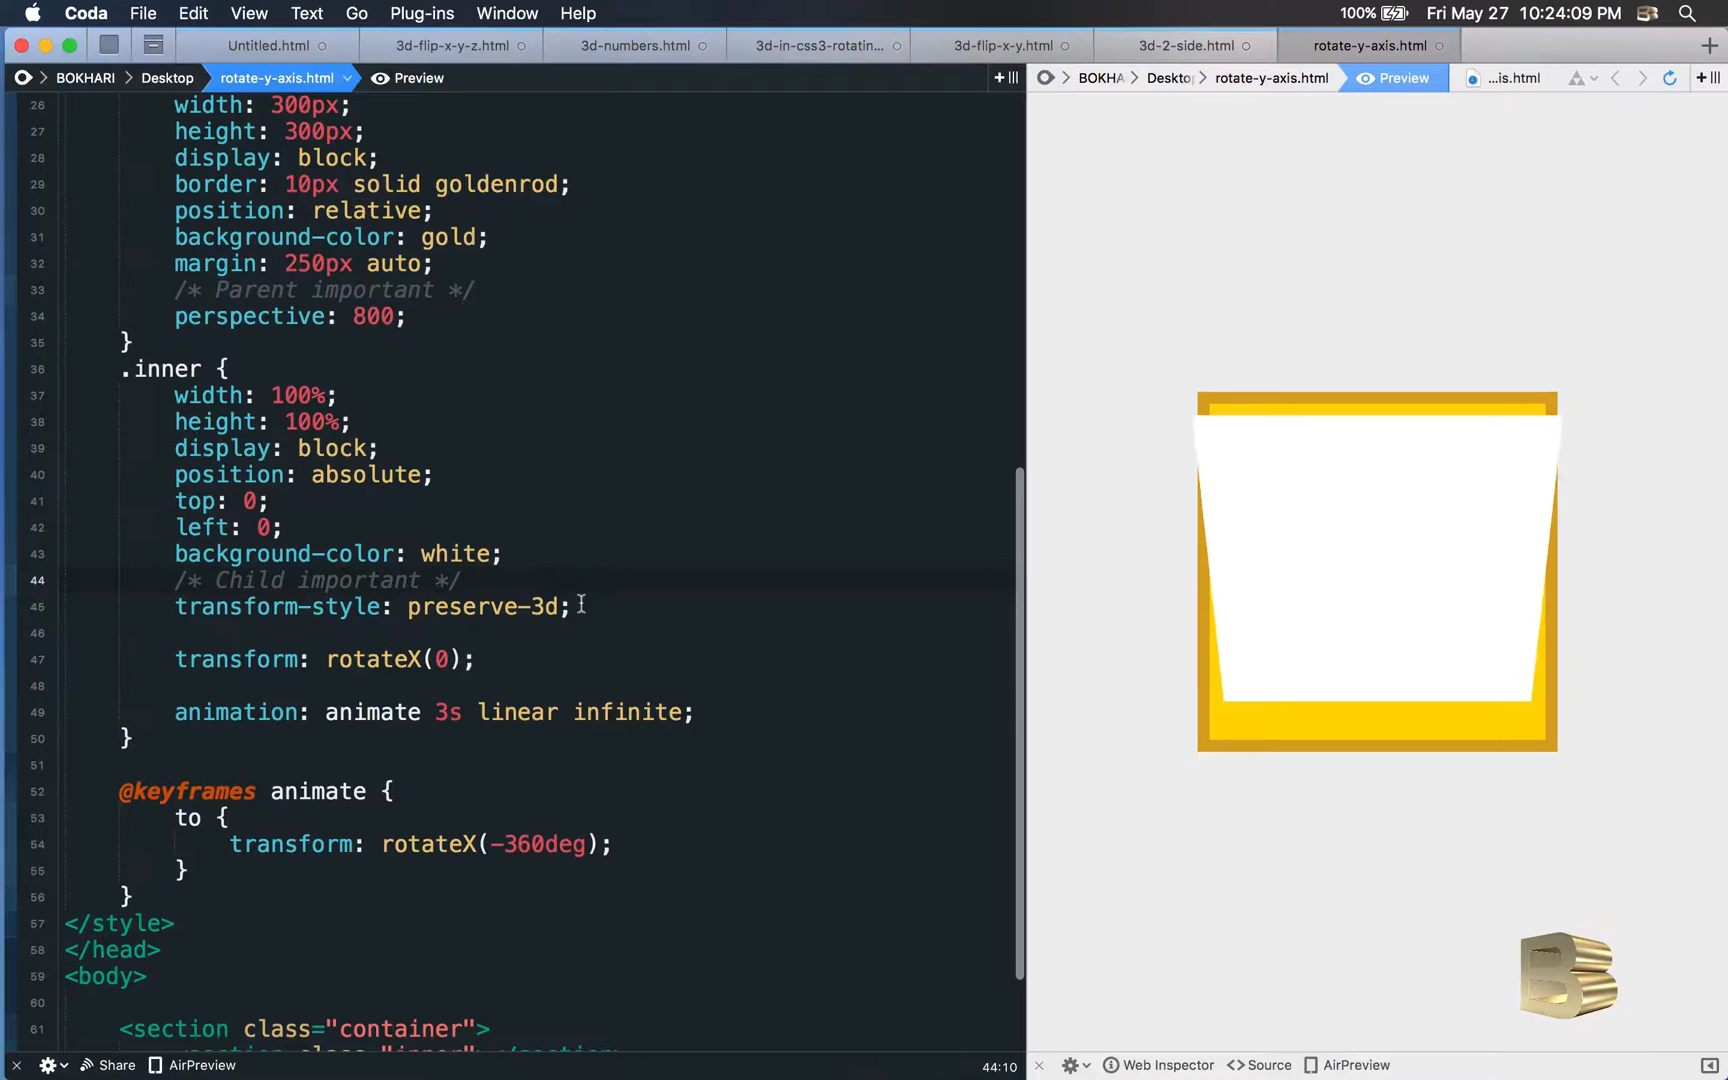 Coda File Edit View Text Go Plug-ins Window Help 100% Fri May 27 10:24:09 PM
Untitled.html 3d-flip-x-y-z.html 3d-numbers.html 3d-in-css3-rotatin... 3d-flip-x-y.html 3d-2-side.html rotate-y-axis.html
BOKHARI Desktop rotate-y-axis.html Preview BOKHA Desktop rotate-y-axis.html Preview ...is.html
26 width: 300px;
27 height: 300px;
28 display: block;
29 border: 10px solid goldenrod;
30 position: relative;
31 background-color: gold;
32 margin: 250px auto;
33 /* Parent important */
34 perspective: 800;
35 }
36 .inner {
37 width: 100%;
38 height: 100%;
39 display: block;
40 position: absolute;
41 top: 0;
42 left: 0;
43 background-color: white;
44 /* Child important */
45 transform-style: preserve-3d;
46
47 transform: rotateX(0);
48
49 animation: animate 3s linear infinite;
50 }
51
52 @keyframes animate {
53 to {
54 transform: rotateX(-360deg);
55 }
56 }
57 </style>
58 </head>
59 <body>
60
61 <section class="container">
B
Share AirPreview 44:10 Web Inspector <> Source AirPreview